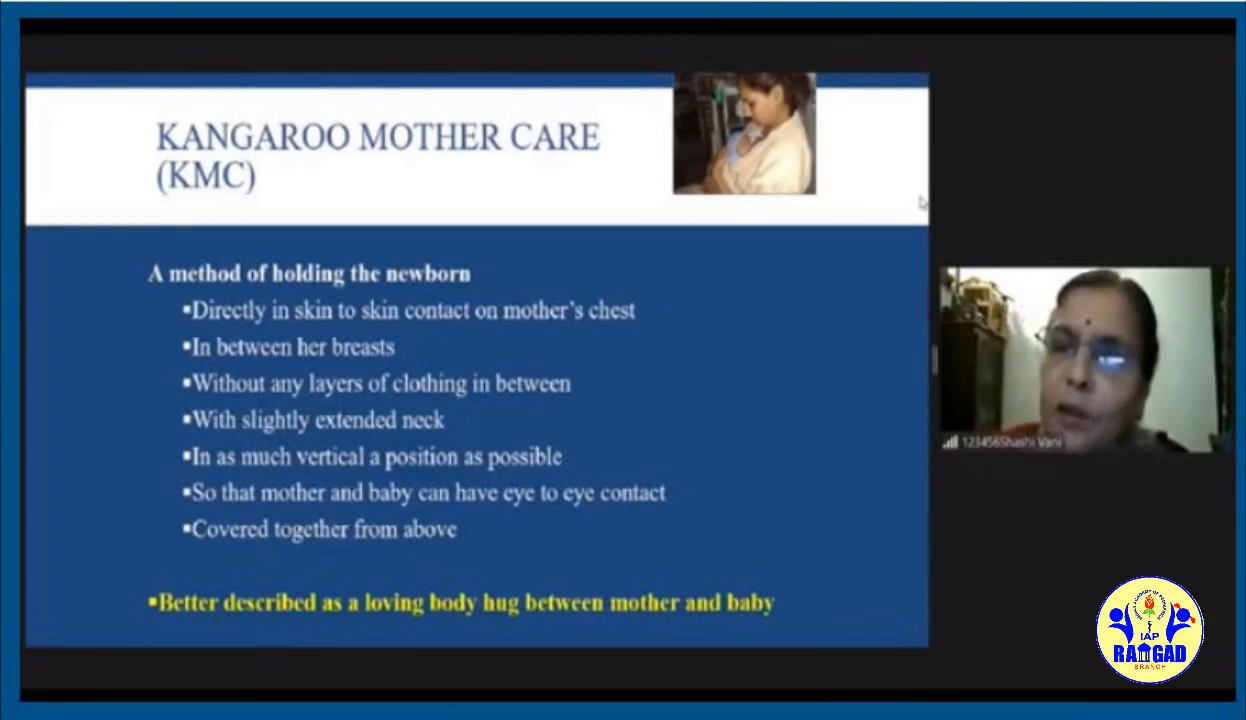 KANGAROO MOTHER CARE
(KMC)
A method of holding the newborn
▪Directly in skin to skin contact on mother's chest
▪In between her breasts
▪Without any layers of clothing in between
▪With slightly extended neck
▪In as much vertical a position as possible
▪So that mother and baby can have eye to eye contact
▪Covered together from above
▪Better described as a loving body hug between mother and baby
123456Shashi Vani
IAP
RAIGAD
BRANCH